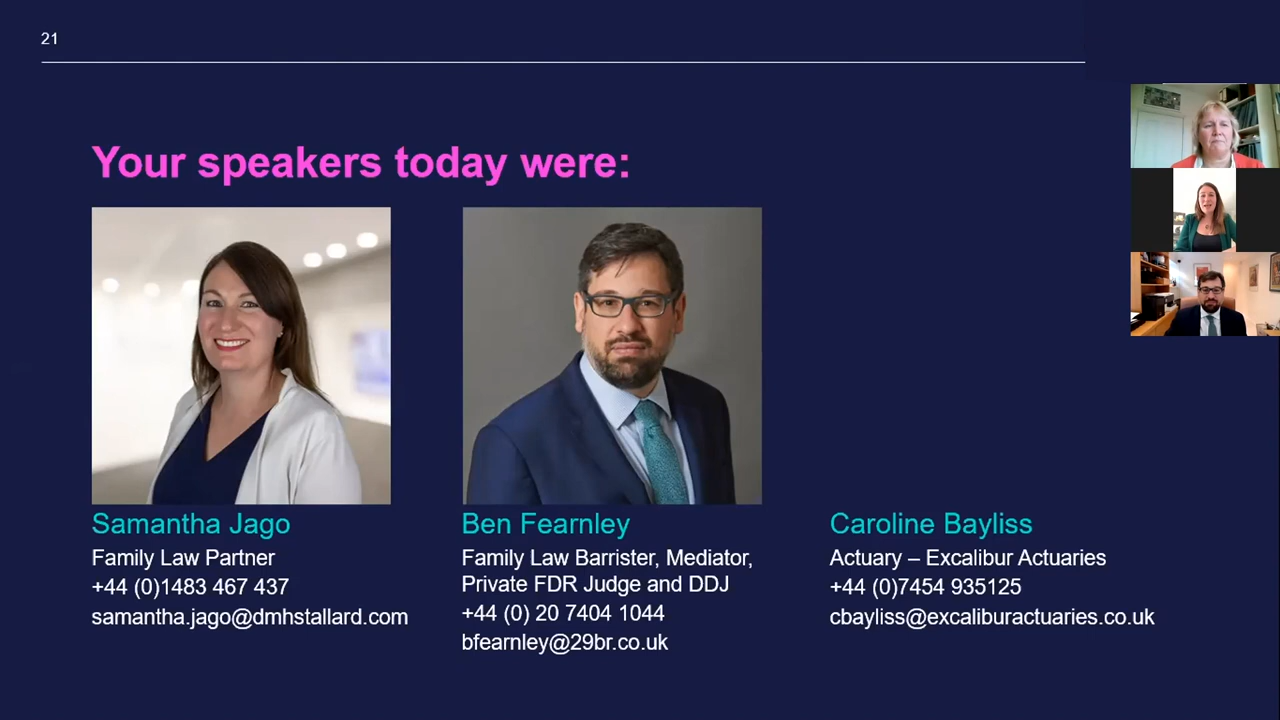 21
Your speakers today were:
Samantha Jago
Family Law Partner
+44 (0)1483 467 437
samantha.jago@dmhstallard.com
Ben Fearnley
Family Law Barrister, Mediator,
Private FDR Judge and DDJ
+44 (0) 20 7404 1044
bfearnley@29br.co.uk
Caroline Bayliss
Actuary – Excalibur Actuaries
+44 (0)7454 935125
cbayliss@excaliburactuaries.co.uk